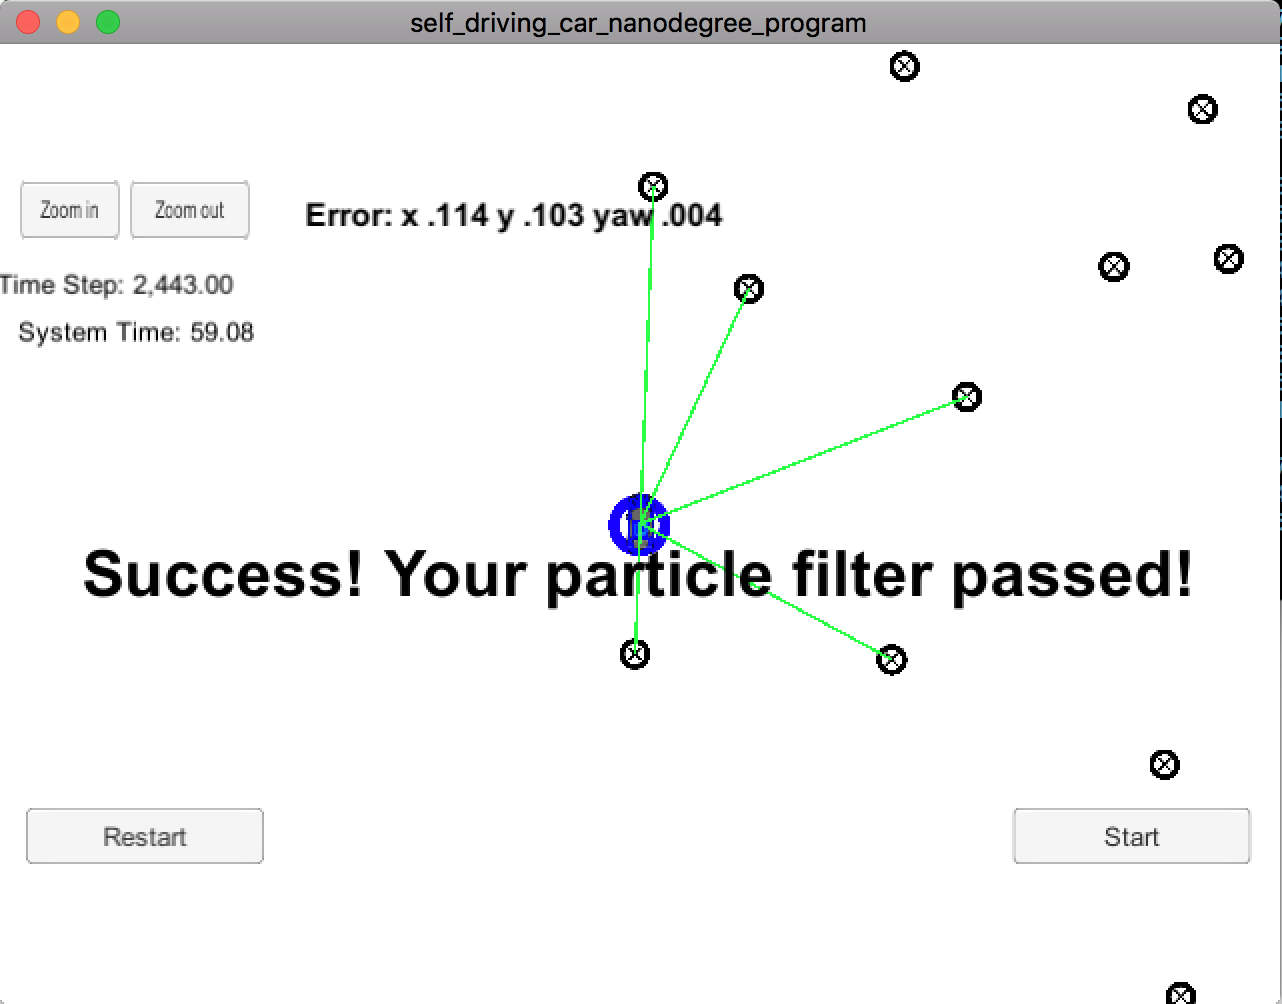 self_driving_car_nanodegree_program
Zoom in
Zoom out
Error: x .114 y .103 yaw .004
Time Step: 2,443.00
System Time: 59.08
Success! Your particle filter passed!
Restart
Start